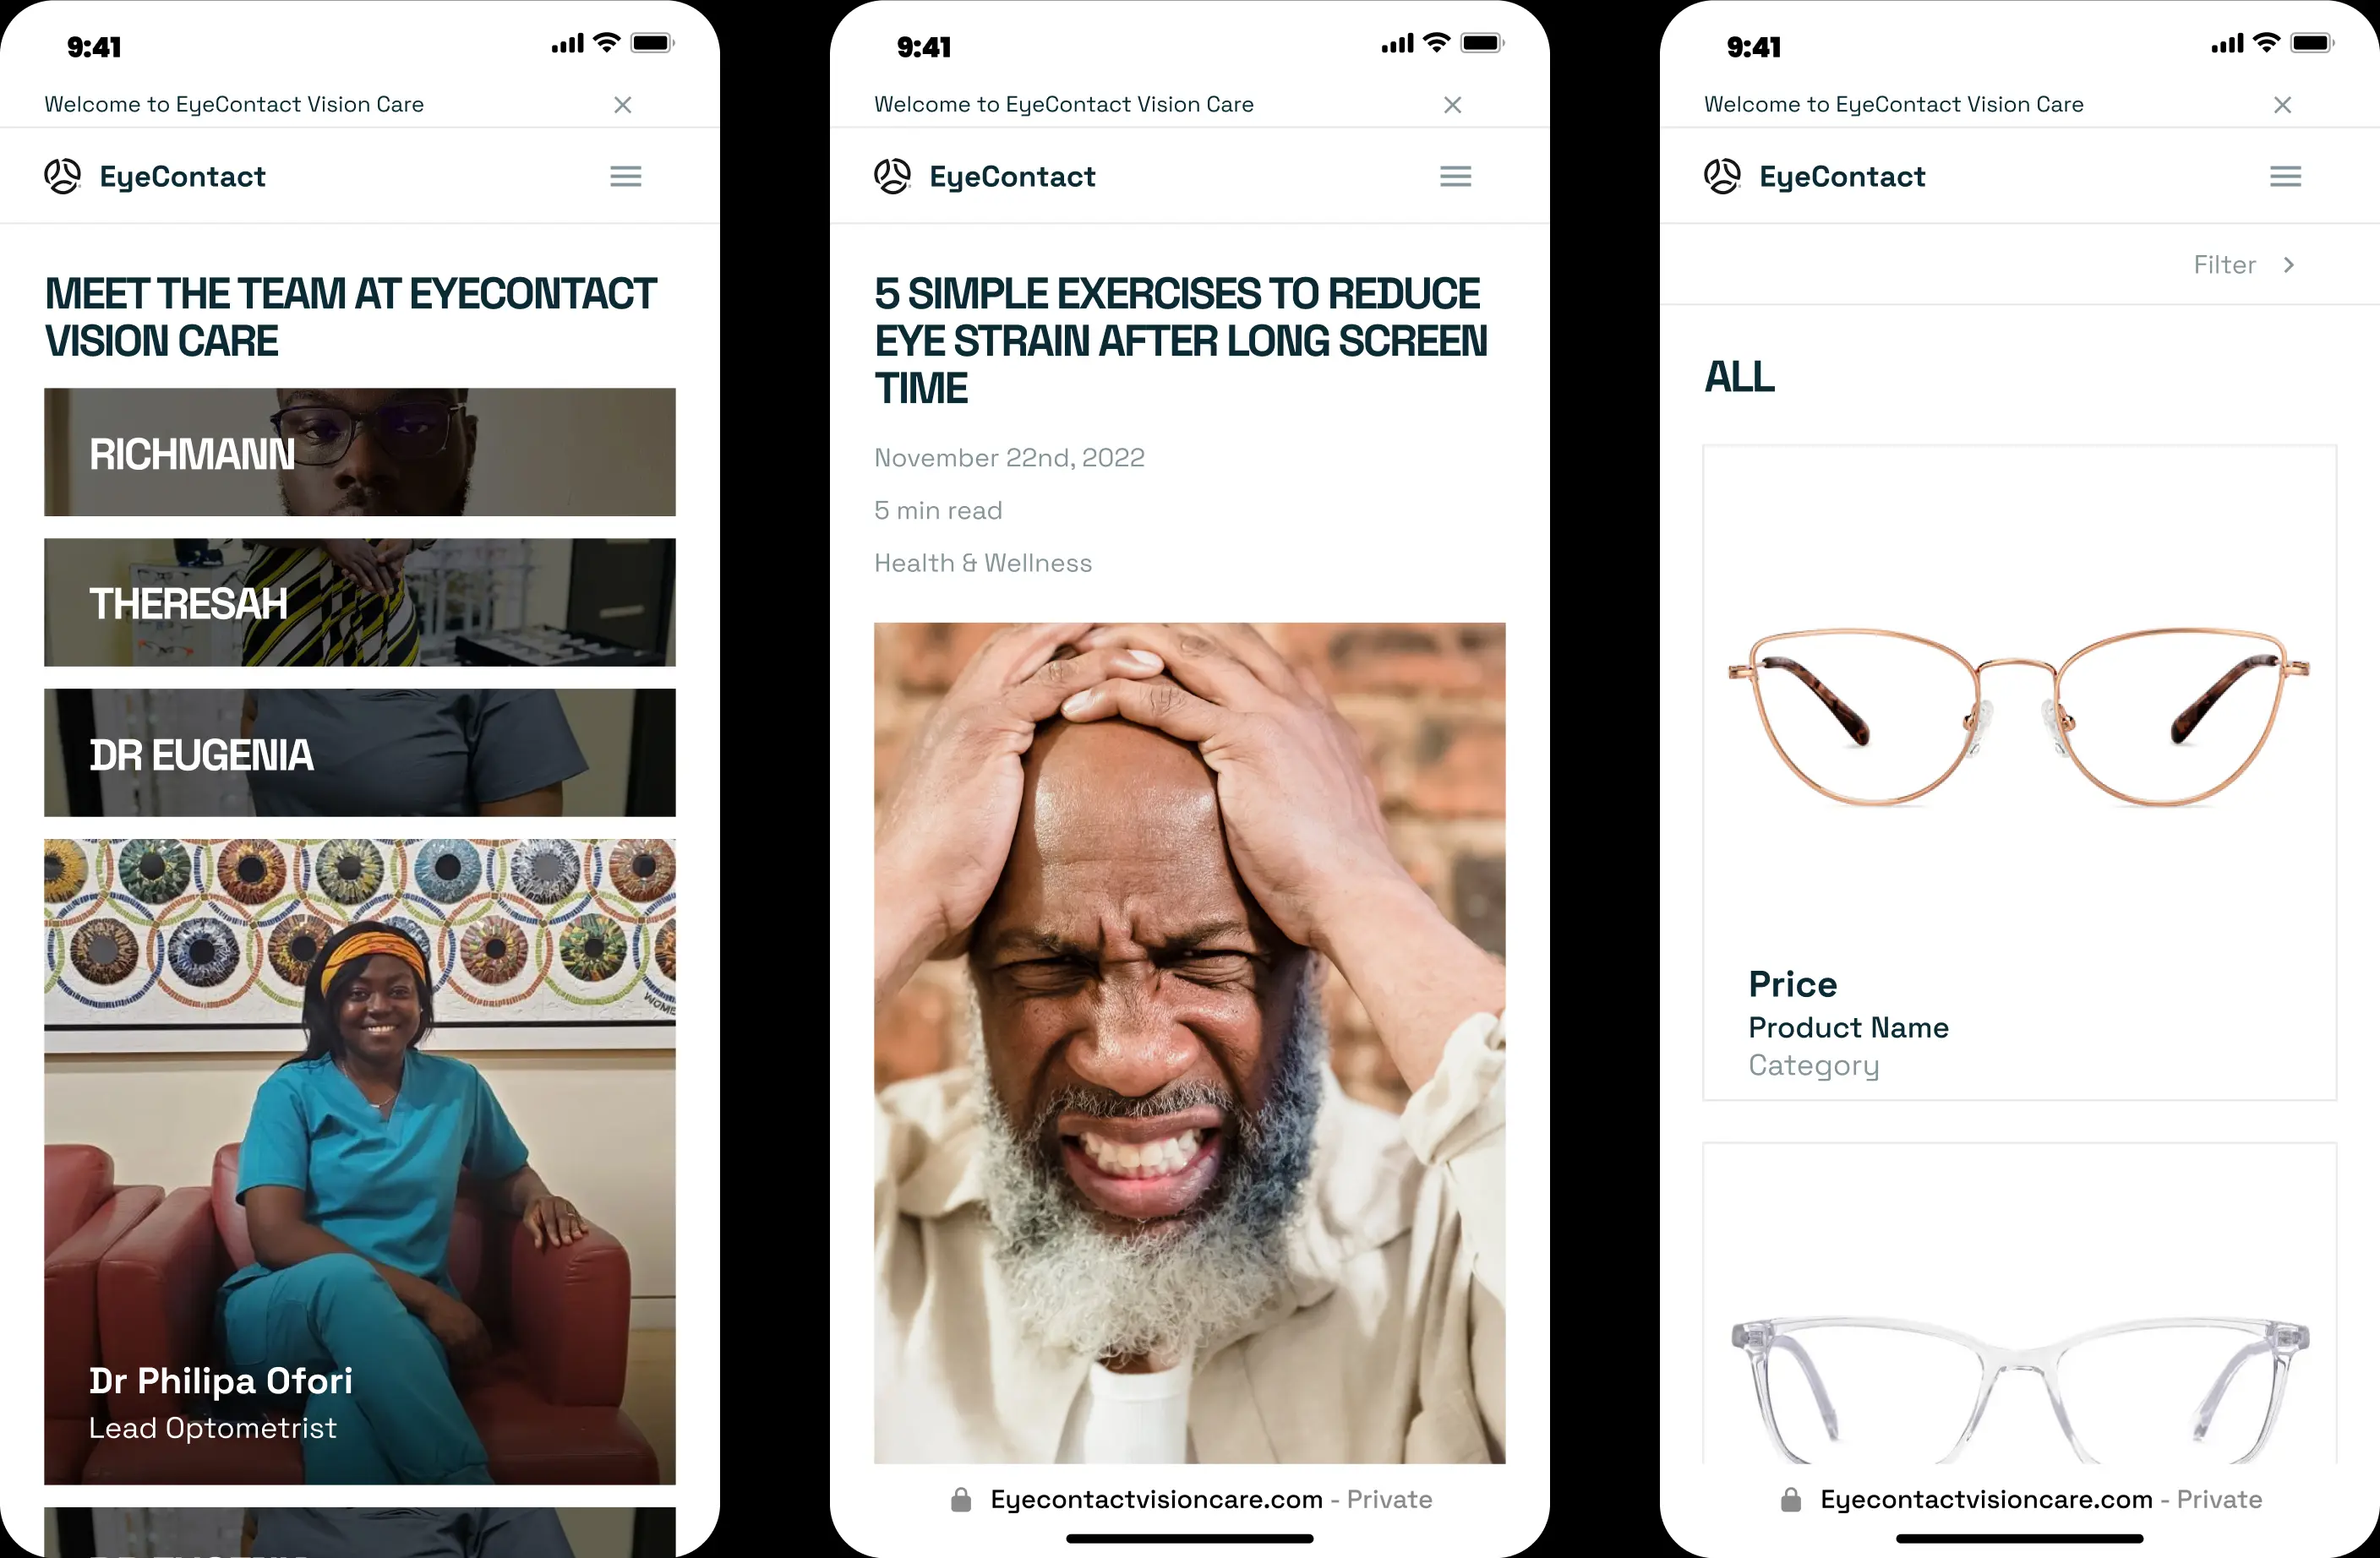 9:41
Welcome to EyeContact Vision Care
EyeContact
MEET THE TEAM AT EYECONTACT
VISION CARE
RICHMANN
THERESAH
DR EUGENIA
WOME
Dr Philipa Ofori
Lead Optometrist
9:41
Welcome to EyeContact Vision Care
EyeContact
5 SIMPLE EXERCISES TO REDUCE
EYE STRAIN AFTER LONG SCREEN
TIME
November 22nd, 2022
5 min read
Health & Wellness
Eyecontactvisioncare.com - Private
9:41
Welcome to EyeContact Vision Care
EyeContact
Filter
ALL
Price
Product Name
Category
Eyecontactvisioncare.com - Private